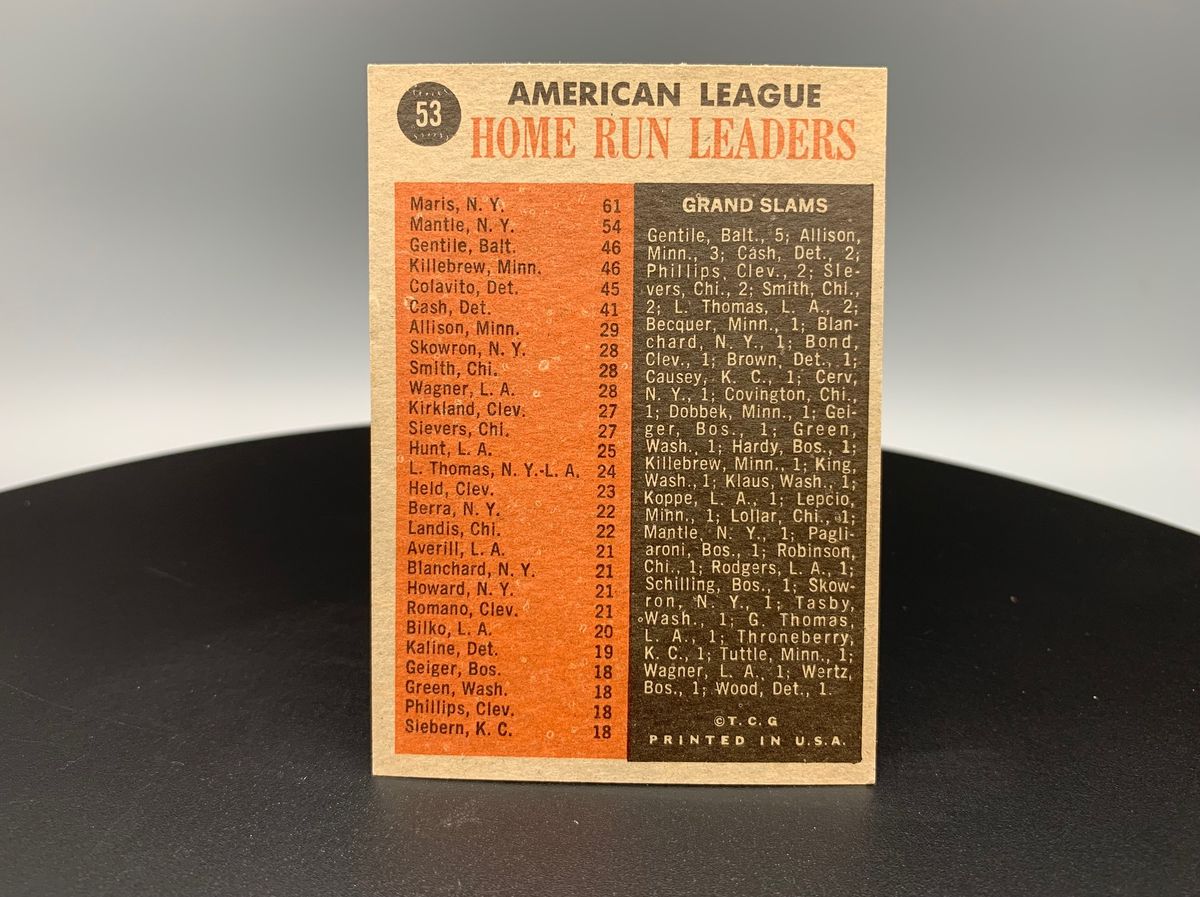 53
AMERICAN LEAGUE
HOME RUN LEADERS
Maris, N. Y. 61
Mantle, N. Y. 54
Gentile, Balt. 46
Killebrew, Minn. 46
Colavito, Det. 45
Cash, Det. 41
Allison, Minn. 29
Skowron, N. Y. 28
Smith, Chi. 28
Wagner, L. A. 28
Kirkland, Clev. 27
Sievers, Chi. 27
Hunt, L. A. 25
L. Thomas, N. Y.-L. A. 24
Held, Clev. 23
Berra, N. Y. 22
Landis, Chi. 22
Averill, L. A. 21
Blanchard, N. Y. 21
Howard, N. Y. 21
Romano, Clev. 21
Bilko, L. A. 20
Kaline, Det. 19
Geiger, Bos. 18
Green, Wash. 18
Phillips, Clev. 18
Siebern, K. C. 18
GRAND SLAMS
Gentile, Balt., 5; Allison,
Minn., 3; Cash, Det., 2;
Phillips, Clev., 2; Sie-
vers, Chi., 2; Smith, Chi.,
2; L. Thomas, L. A., 2;
Becquer, Minn., 1; Blan-
chard, N. Y., 1; Bond,
Clev., 1; Brown, Det., 1;
Causey, K. C., 1; Cerv,
N. Y., 1; Covington, Chi.,
1; Dobbek, Minn., 1; Gei-
ger, Bos., 1; Green,
Wash., 1; Hardy, Bos., 1;
Killebrew, Minn., 1; King,
Wash., 1; Klaus, Wash., 1;
Koppe, L. A., 1; Lepcio,
Minn., 1; Lollar, Chi., 1;
Mantle, N. Y., 1; Pagli-
aroni, Bos., 1; Robinson,
Chi., 1; Rodgers, L. A., 1;
Schilling, Bos., 1; Skow-
ron, N. Y., 1; Tasby,
Wash., 1; G. Thomas,
L. A., 1; Throneberry,
K. C., 1; Tuttle, Minn., 1;
Wagner, L. A., 1; Wertz,
Bos., 1; Wood, Det., 1.
©T. C. G
PRINTED IN U.S.A.